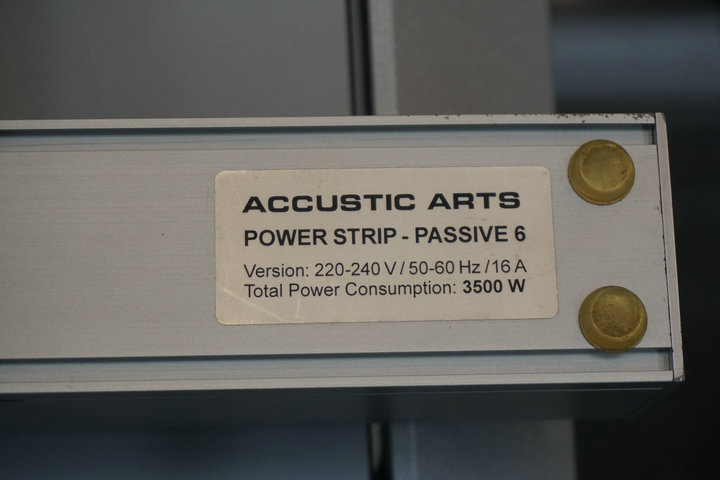 ACCUSTIC ARTS
POWER STRIP - PASSIVE 6
Version: 220-240 V / 50-60 Hz / 16 A
Total Power Consumption: 3500 W